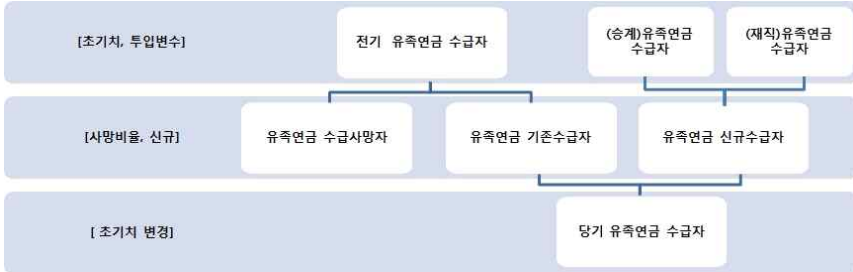 [초기치, 투입변수]
전기 유족연금 수급자
(승계)유족연금
수급자
(재직)유족연금
수급자
[사망비율, 신규]
유족연금 수급사망자
유족연금 기존수급자
유족연금 신규수급자
[초기치 변경]
당기 유족연금 수급자